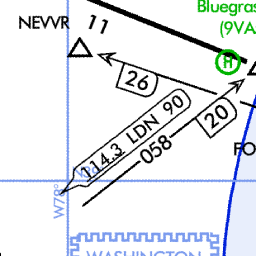 Bluegras
(9VA
NEVVR
11
26
114.3 LDN 90
20
058
H
FO
W78°
WASHINGTON